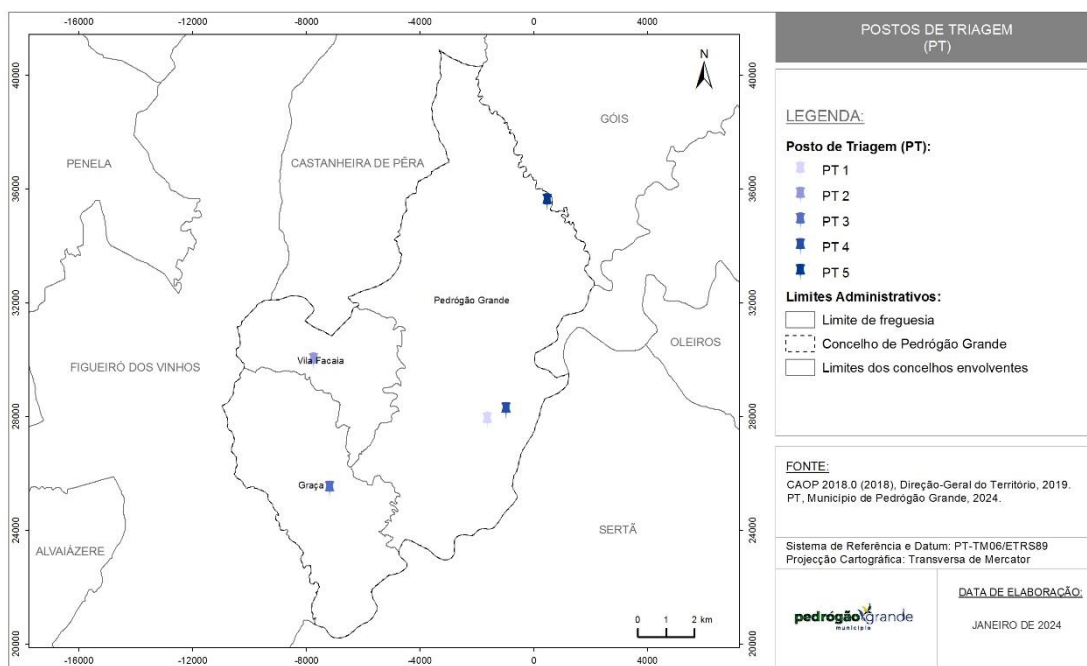 -16000 -12000 -8000 -4000 0 4000
40000 40000
36000 36000
32000 32000
28000 28000
24000 24000
20000 20000
-16000 -12000 -8000 -4000 0 4000
N
GÓIS
PENELA
CASTANHEIRA DE PÊRA
Pedrógão Grande
OLEIROS
Vila Facaia
FIGUEIRÓ DOS VINHOS
Graça
SERTÃ
ALVAIÁZERE
0 1 2 km
POSTOS DE TRIAGEM
(PT)
LEGENDA:
Posto de Triagem (PT):
PT 1
PT 2
PT 3
PT 4
PT 5
Limites Administrativos:
Limite de freguesia
Concelho de Pedrógão Grande
Limites dos concelhos envolventes
FONTE:
CAOP 2018.0 (2018), Direção-Geral do Território, 2019.
PT, Município de Pedrógão Grande, 2024.
Sistema de Referência e Datum: PT-TM06/ETRS89
Projecção Cartográfica: Transversa de Mercator
pedrógão grande
município
DATA DE ELABORAÇÃO:
JANEIRO DE 2024